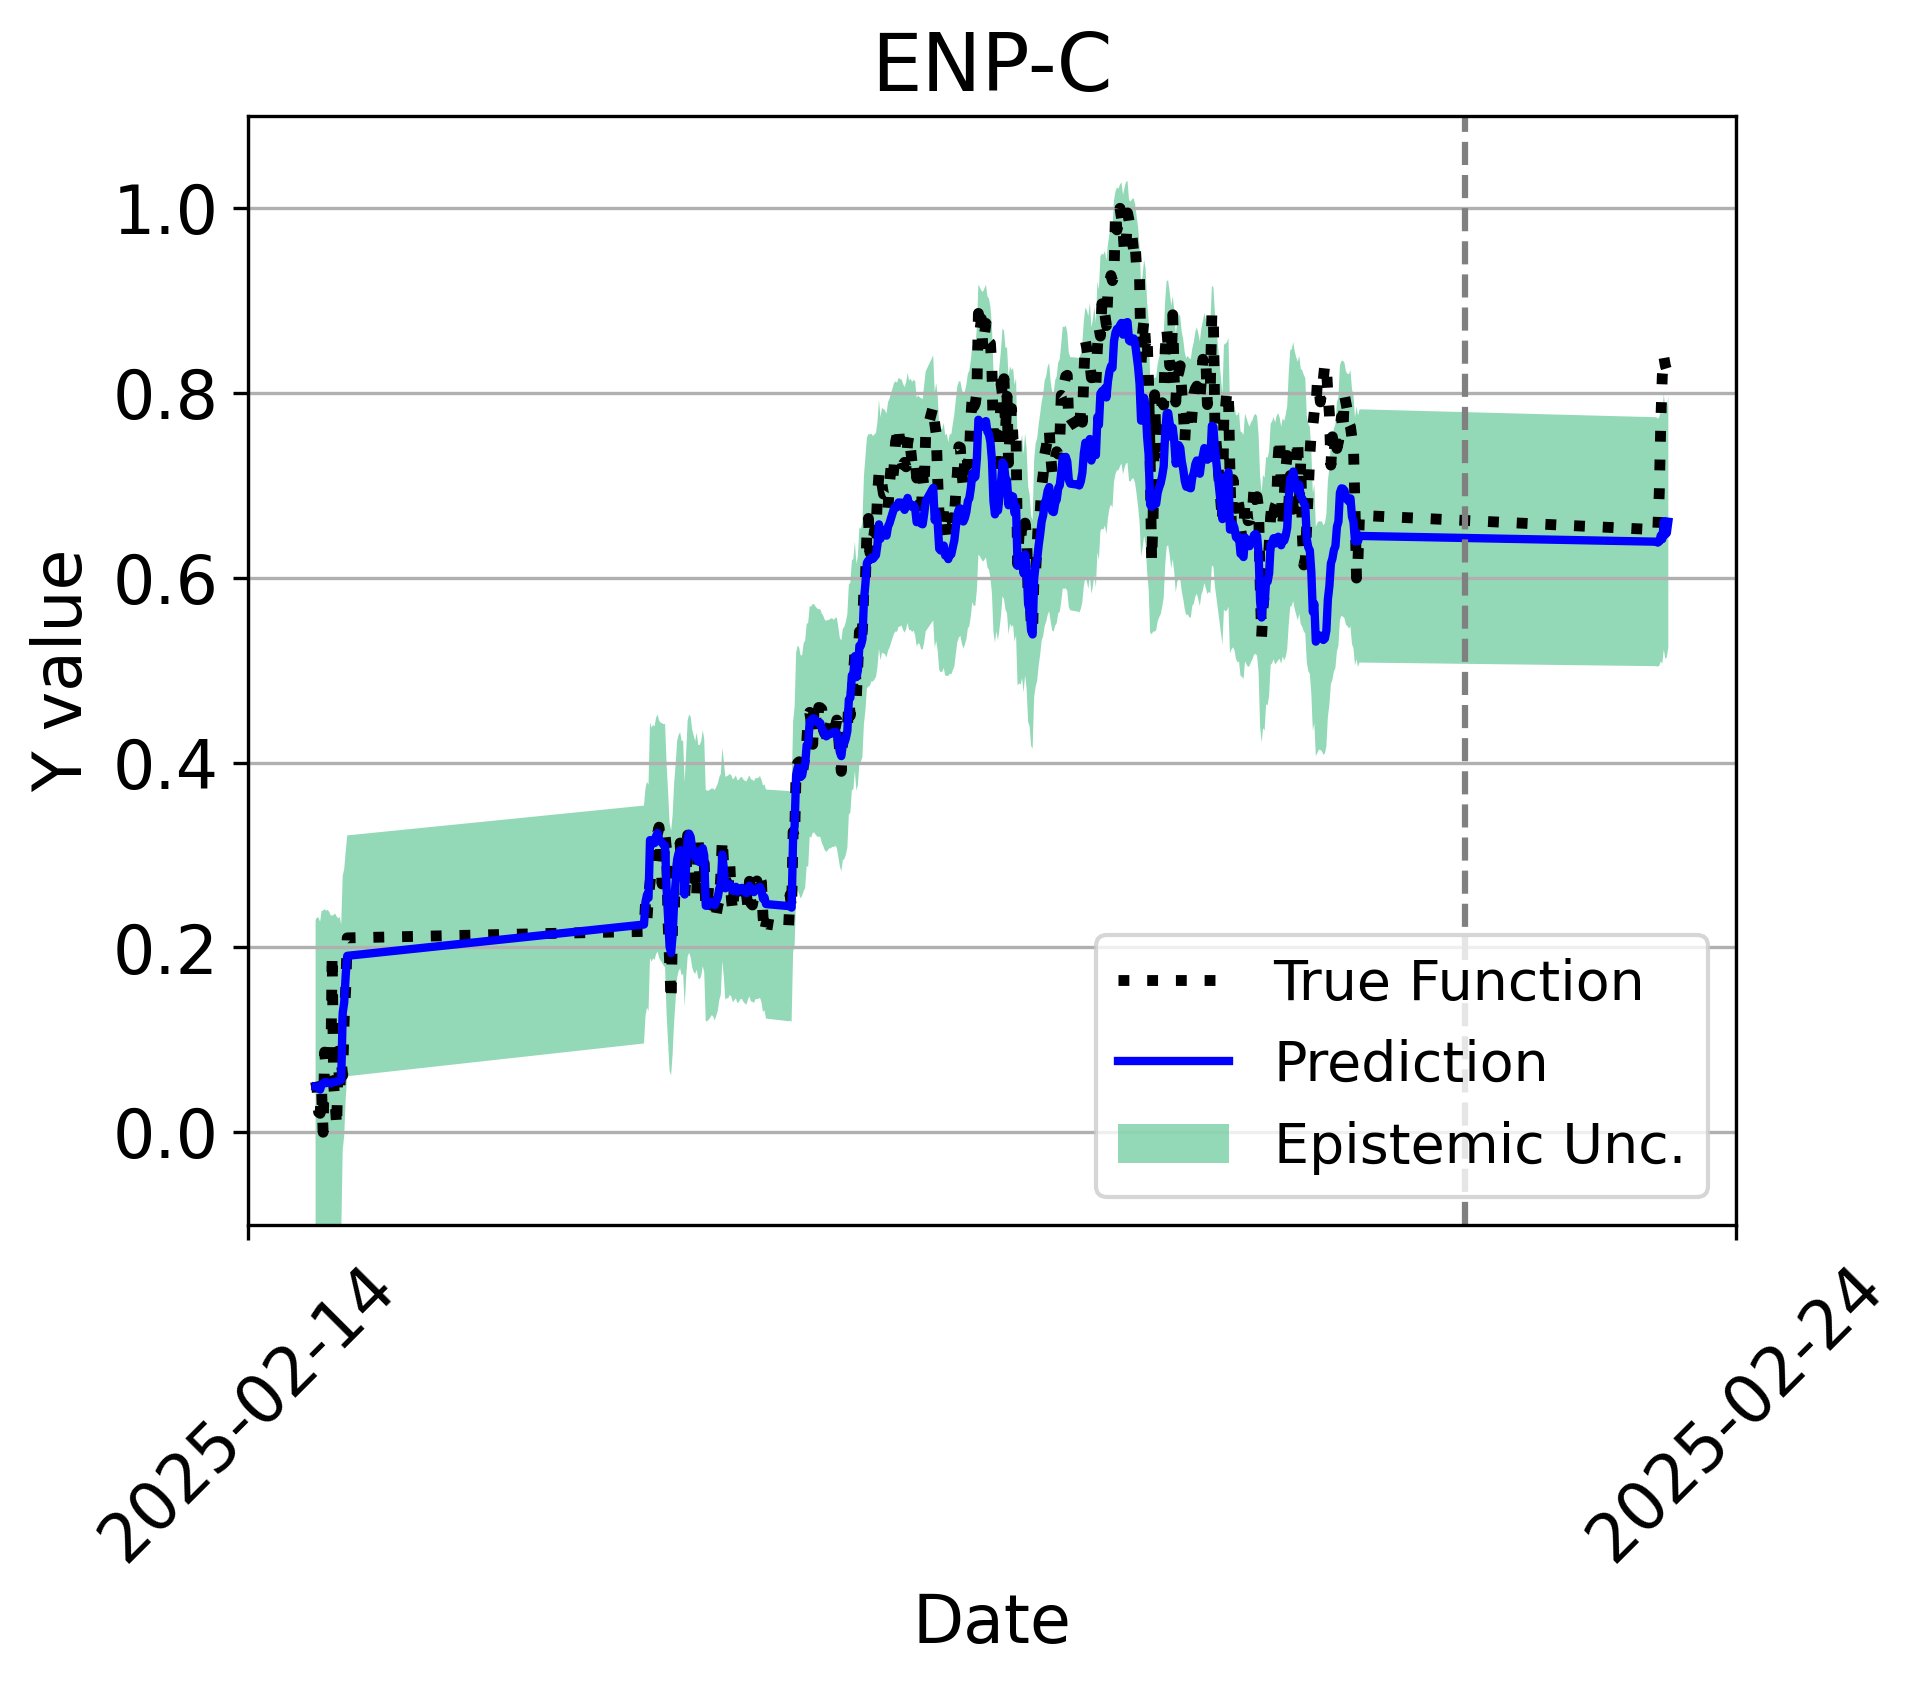 ENP-C
1.0
0.8
0.6
0.4
0.2
0.0
Y value
True Function
Prediction
Epistemic Unc.
2025-02-14
2025-02-24
Date